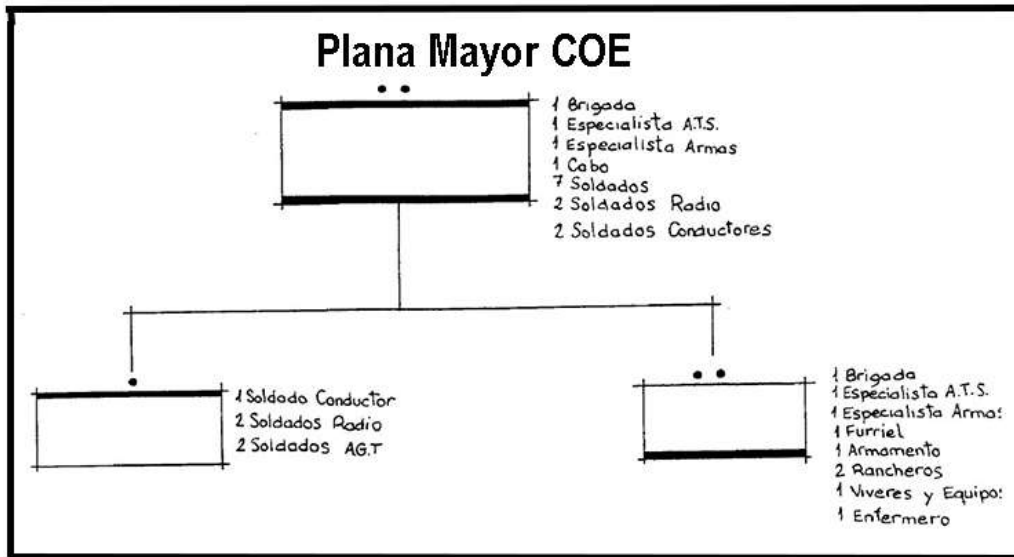 Plana Mayor COE
1 Brigada
1 Especialista A.T.S.
1 Especialista Armas
1 Cabo
7 Soldados
2 Soldados Radio
2 Soldados Conductores
1 Soldado Conductor
2 Soldados Radio
2 Soldados AG.T
1 Brigada
1 Especialista A.T.S.
1 Especialista Armas
1 Furriel
1 Armamento
2 Rancheros
1 Viveres y Equipos
1 Enfermero